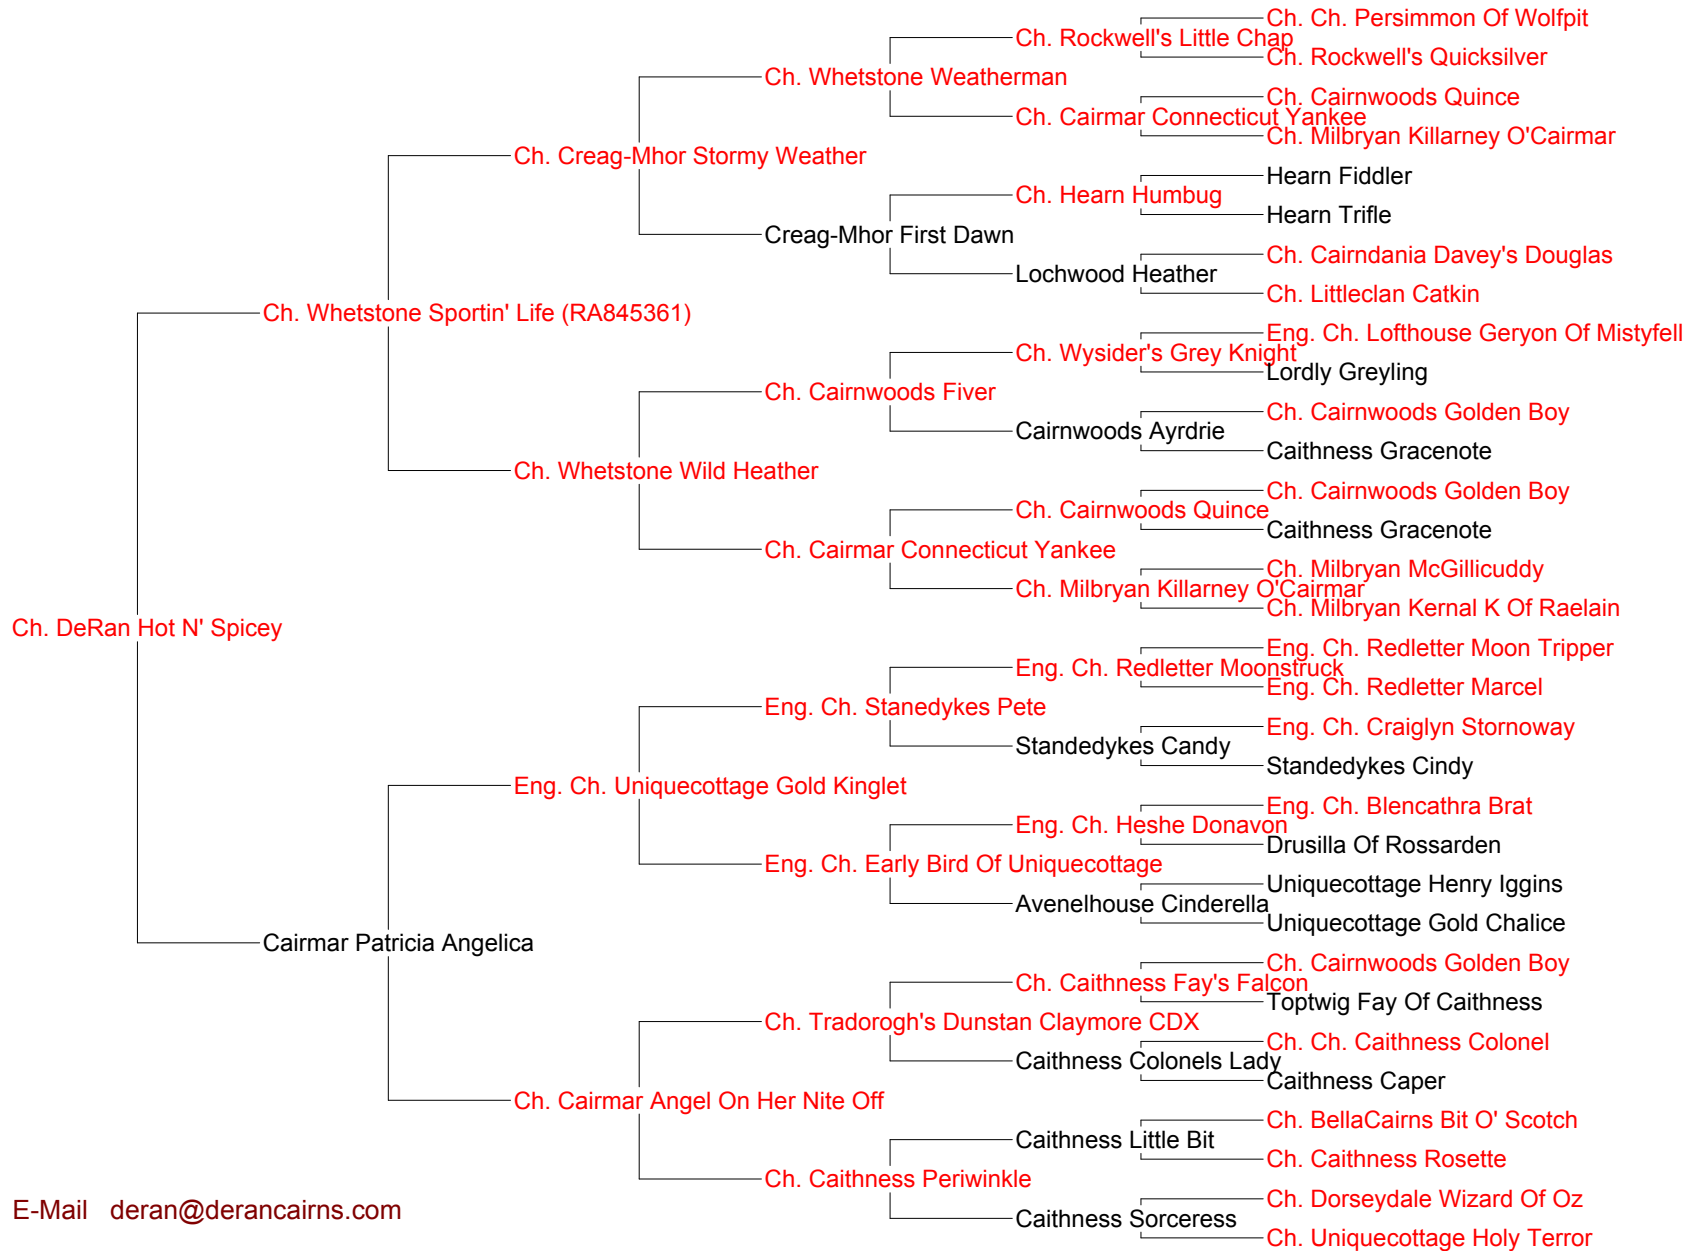 Ch. Ch. Persimmon Of Wolfpit
Ch. Rockwell's Little Chap
Ch. Rockwell's Quicksilver
Ch. Whetstone Weatherman
Ch. Cairnwoods Quince
Ch. Cairmar Connecticut Yankee
Ch. Milbryan Killarney O'Cairmar
Ch. Creag-Mhor Stormy Weather
Hearn Fiddler
Ch. Hearn Humbug
Hearn Trifle
Creag-Mhor First Dawn
Ch. Cairndania Davey's Douglas
Lochwood Heather
Ch. Littleclan Catkin
Ch. Whetstone Sportin' Life (RA845361)
Eng. Ch. Lofthouse Geryon Of Mistyfell
Ch. Wysider's Grey Knight
Lordly Greyling
Ch. Cairnwoods Fiver
Ch. Cairnwoods Golden Boy
Cairnwoods Ayrdrie
Caithness Gracenote
Ch. Whetstone Wild Heather
Ch. Cairnwoods Golden Boy
Ch. Cairnwoods Quince
Caithness Gracenote
Ch. Cairmar Connecticut Yankee
Ch. Milbryan McGillicuddy
Ch. Milbryan Killarney O'Cairmar
Ch. Milbryan Kernal K Of Raelain
Ch. DeRan Hot N' Spicey
Eng. Ch. Redletter Moon Tripper
Eng. Ch. Redletter Moonstruck
Eng. Ch. Redletter Marcel
Eng. Ch. Stanedykes Pete
Eng. Ch. Craiglyn Stornoway
Standedykes Candy
Standedykes Cindy
Eng. Ch. Uniquecottage Gold Kinglet
Eng. Ch. Blencathra Brat
Eng. Ch. Heshe Donavon
Drusilla Of Rossarden
Eng. Ch. Early Bird Of Uniquecottage
Uniquecottage Henry Iggins
Avenelhouse Cinderella
Uniquecottage Gold Chalice
Cairmar Patricia Angelica
Ch. Cairnwoods Golden Boy
Ch. Caithness Fay's Falcon
Toptwig Fay Of Caithness
Ch. Tradorogh's Dunstan Claymore CDX
Ch. Ch. Caithness Colonel
Caithness Colonels Lady
Caithness Caper
Ch. Cairmar Angel On Her Nite Off
Ch. BellaCairns Bit O' Scotch
Caithness Little Bit
Ch. Caithness Rosette
Ch. Caithness Periwinkle
Ch. Dorseydale Wizard Of Oz
Caithness Sorceress
Ch. Uniquecottage Holy Terror
E-Mail deran@derancairns.com